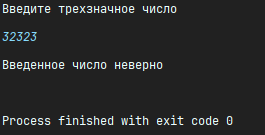 Введите трехзначное число
32323
Введенное число неверно
Process finished with exit code 0